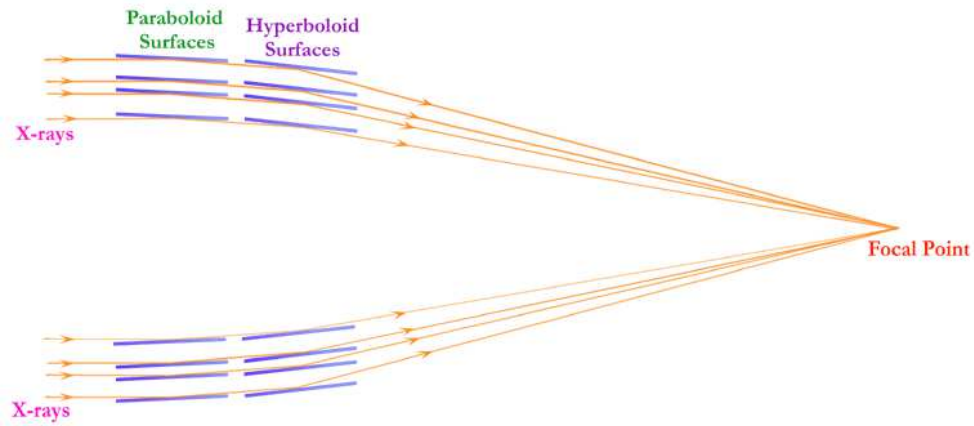 Paraboloid
Surfaces
Hyperboloid
Surfaces
X-rays
Focal Point
X-rays